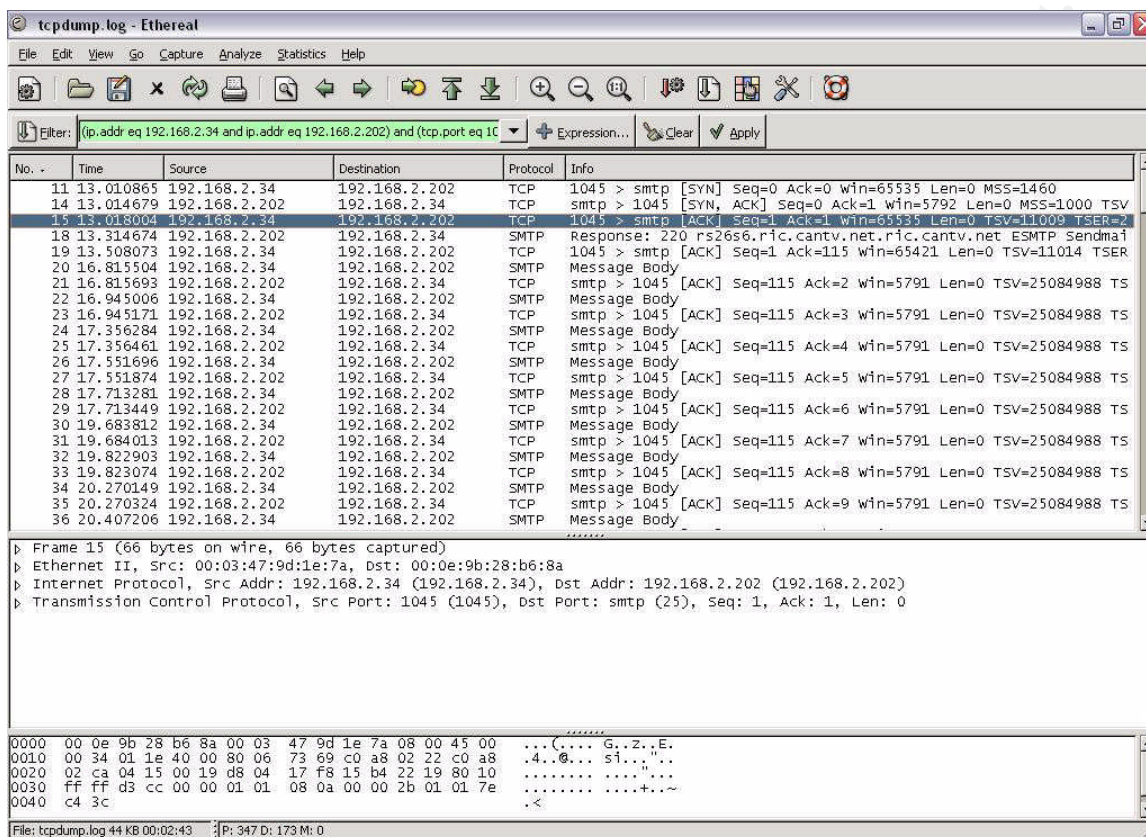 tcpdump.log - Ethereal
File Edit View Go Capture Analyze Statistics Help
Filter: (ip.addr eq 192.168.2.34 and ip.addr eq 192.168.2.202) and (tcp.port eq 10 Expression... Clear Apply
No. Time Source Destination Protocol Info
11 13.010865 192.168.2.34 192.168.2.202 TCP 1045 > smtp [SYN] Seq=0 Ack=0 Win=65535 Len=0 MSS=1460
14 13.014679 192.168.2.202 192.168.2.34 TCP smtp > 1045 [SYN, ACK] Seq=0 Ack=1 Win=5792 Len=0 MSS=1000 TSV
15 13.018004 192.168.2.34 192.168.2.202 TCP 1045 > smtp [ACK] Seq=1 Ack=1 Win=65535 Len=0 TSV=11009 TSER=2
18 13.314674 192.168.2.202 192.168.2.34 SMTP Response: 220 rs26s6.ric.cantv.net.ric.cantv.net ESMTP Sendmai
19 13.508073 192.168.2.34 192.168.2.202 TCP 1045 > smtp [ACK] Seq=1 Ack=115 Win=65421 Len=0 TSV=11014 TSER
20 16.815504 192.168.2.34 192.168.2.202 SMTP Message Body
21 16.815693 192.168.2.202 192.168.2.34 TCP smtp > 1045 [ACK] Seq=115 Ack=2 Win=5791 Len=0 TSV=25084988 TS
22 16.945006 192.168.2.34 192.168.2.202 SMTP Message Body
23 16.945171 192.168.2.202 192.168.2.34 TCP smtp > 1045 [ACK] Seq=115 Ack=3 Win=5791 Len=0 TSV=25084988 TS
24 17.356284 192.168.2.34 192.168.2.202 SMTP Message Body
25 17.356461 192.168.2.202 192.168.2.34 TCP smtp > 1045 [ACK] Seq=115 Ack=4 Win=5791 Len=0 TSV=25084988 TS
26 17.551696 192.168.2.34 192.168.2.202 SMTP Message Body
27 17.551874 192.168.2.202 192.168.2.34 TCP smtp > 1045 [ACK] Seq=115 Ack=5 Win=5791 Len=0 TSV=25084988 TS
28 17.713281 192.168.2.34 192.168.2.202 SMTP Message Body
29 17.713449 192.168.2.202 192.168.2.34 TCP smtp > 1045 [ACK] Seq=115 Ack=6 Win=5791 Len=0 TSV=25084988 TS
30 19.683812 192.168.2.34 192.168.2.202 SMTP Message Body
31 19.684013 192.168.2.202 192.168.2.34 TCP smtp > 1045 [ACK] Seq=115 Ack=7 Win=5791 Len=0 TSV=25084988 TS
32 19.822903 192.168.2.34 192.168.2.202 SMTP Message Body
33 19.823074 192.168.2.202 192.168.2.34 TCP smtp > 1045 [ACK] Seq=115 Ack=8 Win=5791 Len=0 TSV=25084988 TS
34 20.270149 192.168.2.34 192.168.2.202 SMTP Message Body
35 20.270324 192.168.2.202 192.168.2.34 TCP smtp > 1045 [ACK] Seq=115 Ack=9 Win=5791 Len=0 TSV=25084988 TS
36 20.407206 192.168.2.34 192.168.2.202 SMTP Message Body
Frame 15 (66 bytes on wire, 66 bytes captured)
Ethernet II, Src: 00:03:47:9d:1e:7a, Dst: 00:0e:9b:28:b6:8a
Internet Protocol, Src Addr: 192.168.2.34 (192.168.2.34), Dst Addr: 192.168.2.202 (192.168.2.202)
Transmission Control Protocol, Src Port: 1045 (1045), Dst Port: smtp (25), Seq: 1, Ack: 1, Len: 0
0000 00 0e 9b 28 b6 8a 00 03 47 9d 1e 7a 08 00 45 00 ...(.... G..z..E.
0010 00 34 01 1e 40 00 80 06 73 69 c0 a8 02 22 c0 a8 .4..@... si..."..
0020 02 ca 04 15 00 19 d8 04 17 f8 15 b4 22 19 80 10 ........ ...."...
0030 ff ff d3 cc 00 00 01 01 08 0a 00 00 2b 01 01 7e ........ ....+..~
0040 c4 3c .<
File: tcpdump.log 44 KB 00:02:43 P: 347 D: 173 M: 0